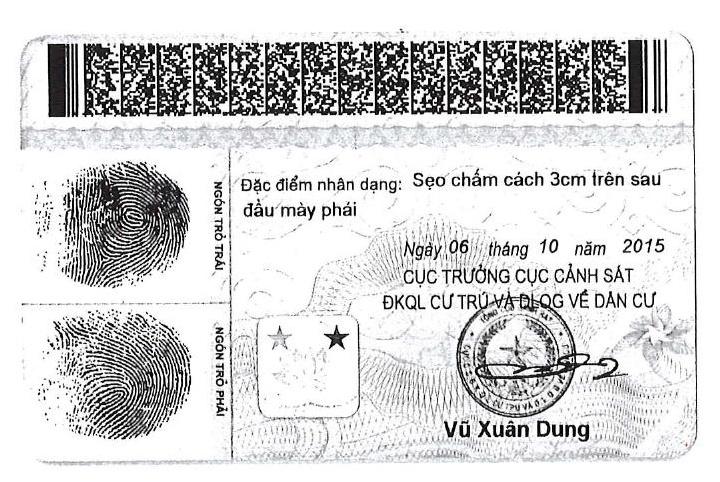 Đặc điểm nhận dạng: Sẹo chấm cách 3cm trên sau
đầu mày phải
NGÓN TRỎ TRÁI
NGÓN TRỎ PHẢI
Ngày 06 tháng 10 năm 2015
CỤC TRƯỞNG CỤC CẢNH SÁT
ĐKQL CƯ TRÚ VÀ DLQG VỀ DÂN CƯ
Vũ Xuân Dung